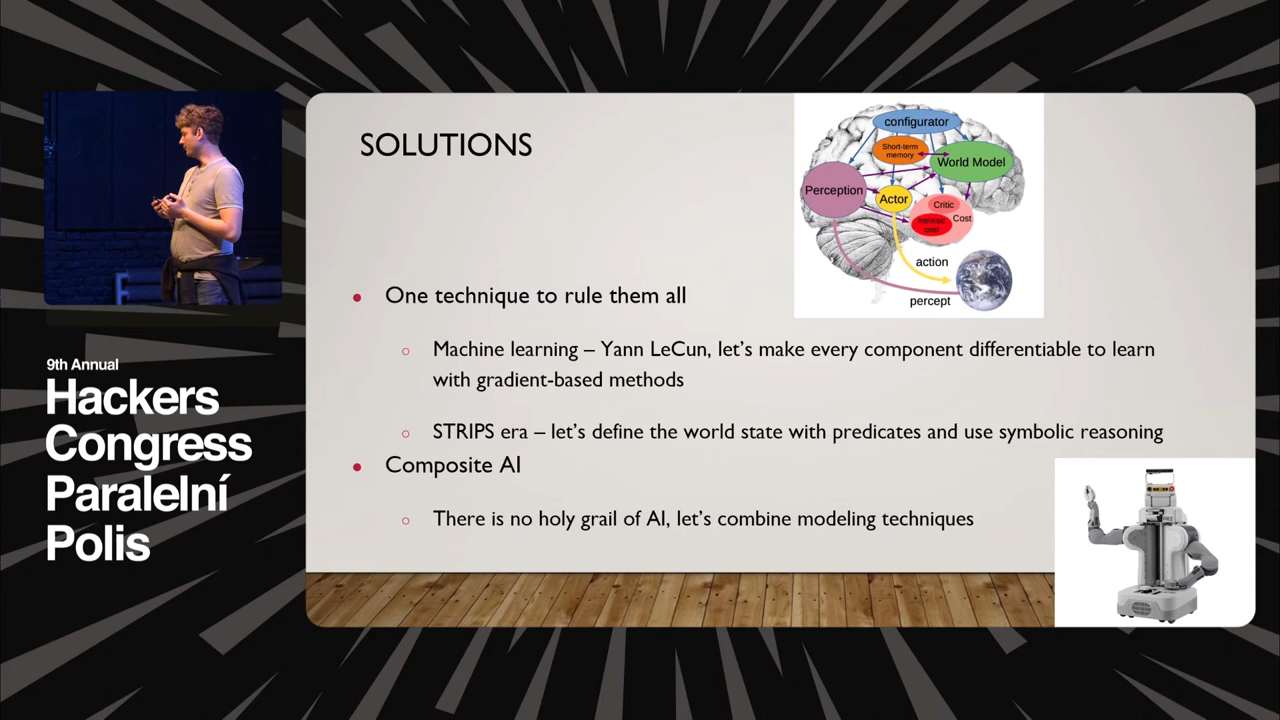 9th Annual
Hackers
Congress
Paralelní
Polis
SOLUTIONS
configurator
Short-term
memory
World Model
Perception
Actor
Critic
Cost
Intrinsic
cost
action
percept
One technique to rule them all
Machine learning – Yann LeCun, let's make every component differentiable to learn
with gradient-based methods
STRIPS era – let's define the world state with predicates and use symbolic reasoning
Composite AI
There is no holy grail of AI, let's combine modeling techniques